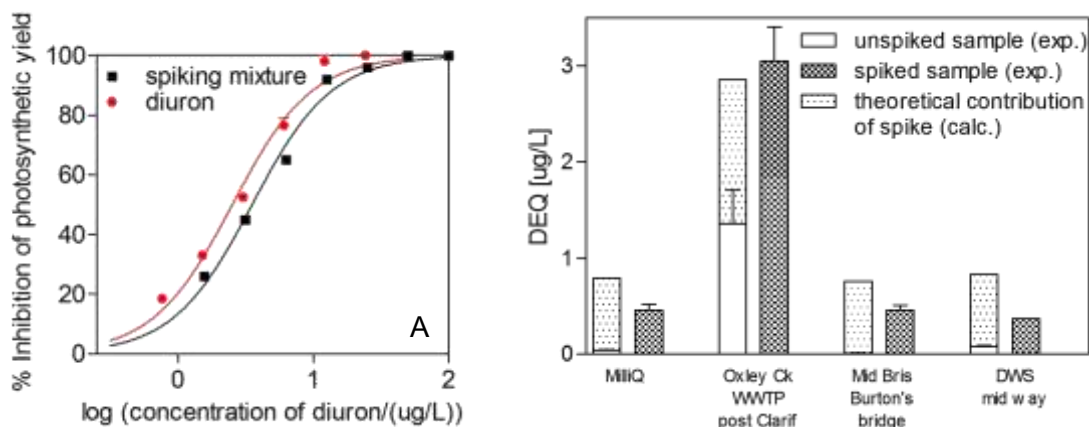 % Inhibition of photosynthetic yield
100
80
60
40
20
0
spiking mixture
diuron
A
0
1
2
log (concentration of diuron/(ug/L))
DEQ [ug/L]
3
2
1
0
unspiked sample (exp.)
spiked sample (exp.)
theoretical contribution
of spike (calc.)
MilliQ
Oxley Ck
WWTP
post Clarif
Mid Bris
Burton's
bridge
DWS
mid way